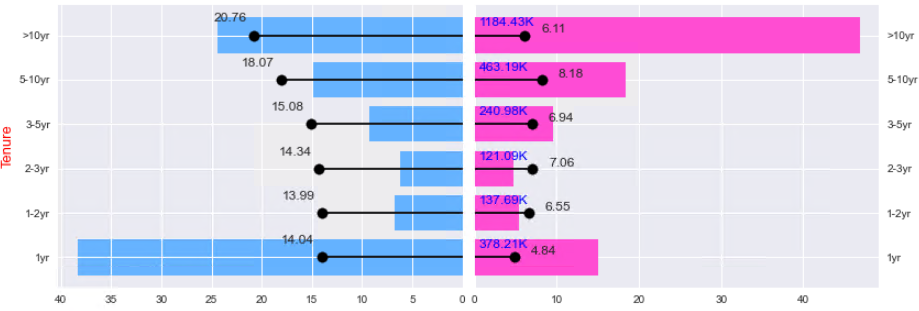 20.76
>10yr
1184.43K
6.11
>10yr
18.07
5-10yr
463.19K
8.18
5-10yr
15.08
3-5yr
240.98K
6.94
3-5yr
Tenure
14.34
2-3yr
121.09K
7.06
2-3yr
13.99
1-2yr
137.69K
6.55
1-2yr
14.04
1yr
378.21K
4.84
1yr
40 35 30 25 20 15 10 5 0 0 10 20 30 40